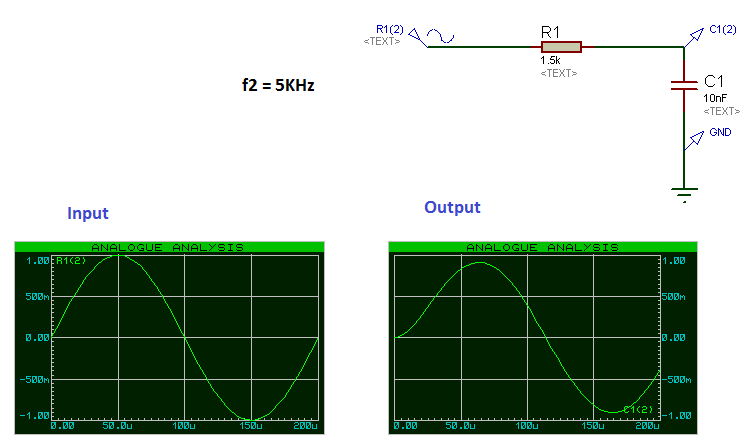 R1(2)
<TEXT>
R1
1.5k
<TEXT>
C1(2)
f2 = 5KHz
C1
10nF
<TEXT>
GND
Input
Output
ANALOGUE ANALYSIS
R1(2)
1.00
500m
0.00
-500m
-1.00
0.00 50.0u 100u 150u 200u
ANALOGUE ANALYSIS
1.00
500m
0.00
-500m
-1.00
C1(2)
0.00 50.0u 100u 150u 200u